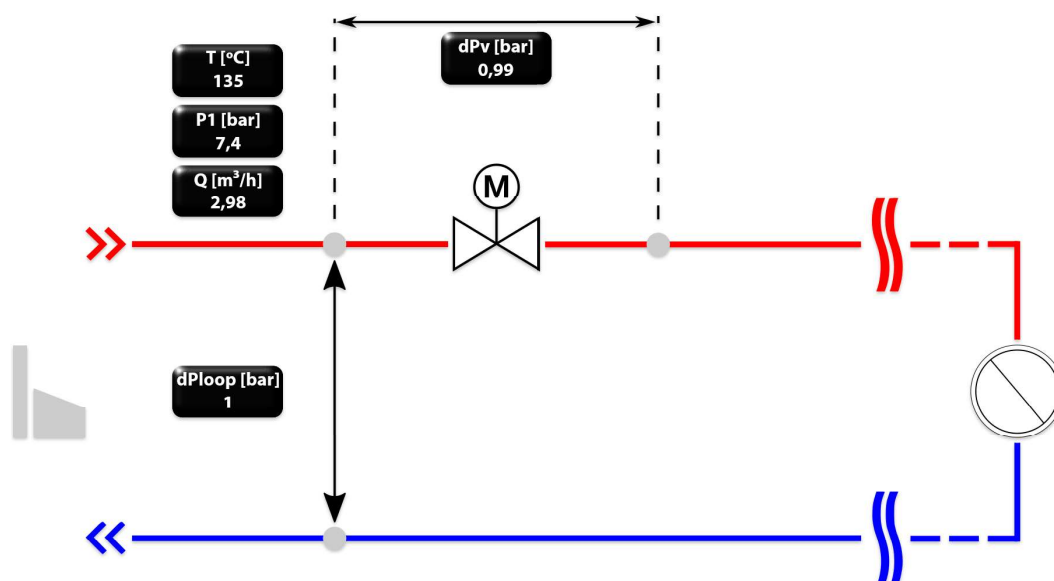 T [ºC]
135
P1 [bar]
7,4
Q [m³/h]
2,98
dPv [bar]
0,99
M
dPloop [bar]
1